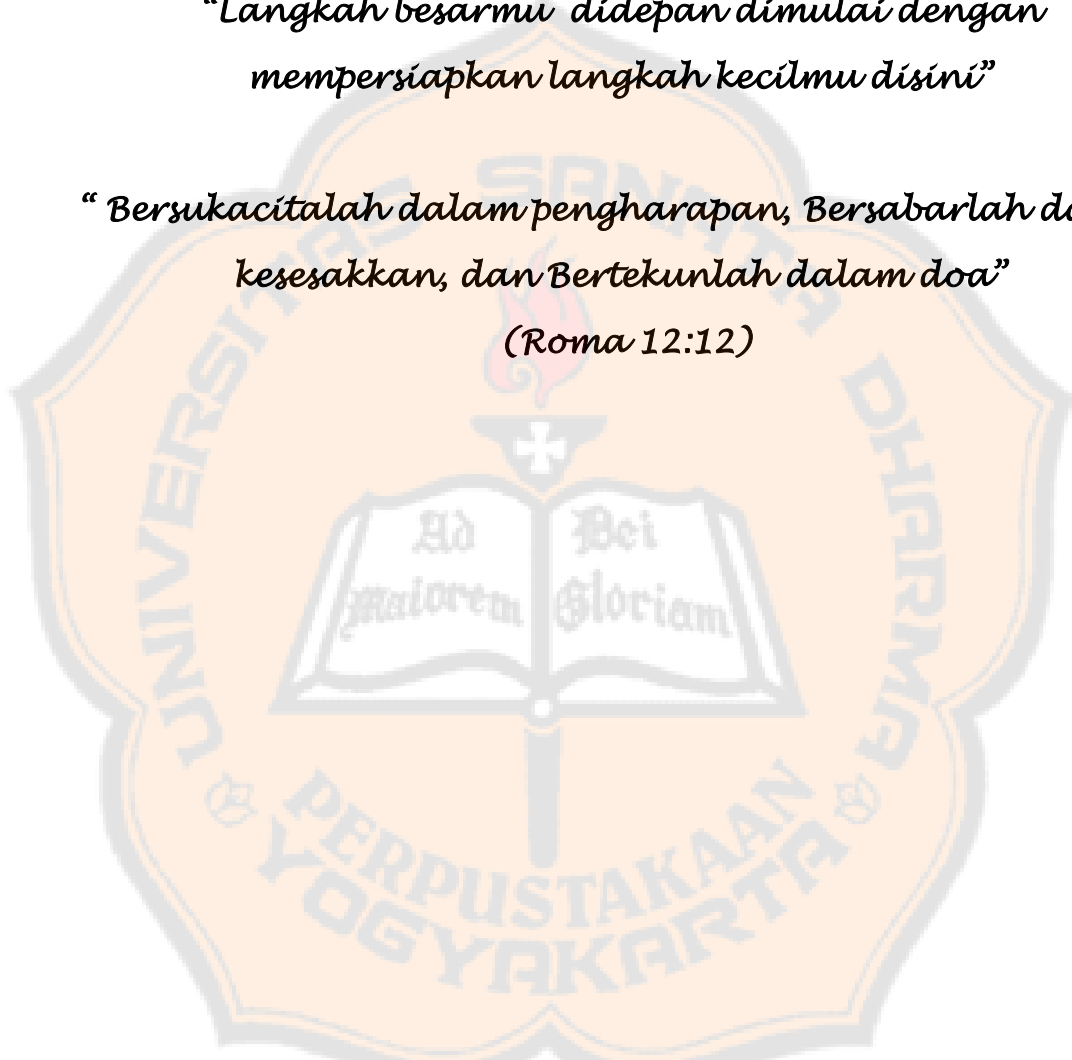 “Langkah besarmu didepan dimulai dengan
mempersiapkan langkah kecilmu disini”
“ Bersukacitalah dalam pengharapan, Bersabarlah
kesesakkan, dan Bertekunlah dalam doa”
(Roma 12:12)
UNIVERSITAS SANATA DHARMA
Ad Dei
Maiorem Gloriam
PERPUSTAKAAN
YOGYAKARTA